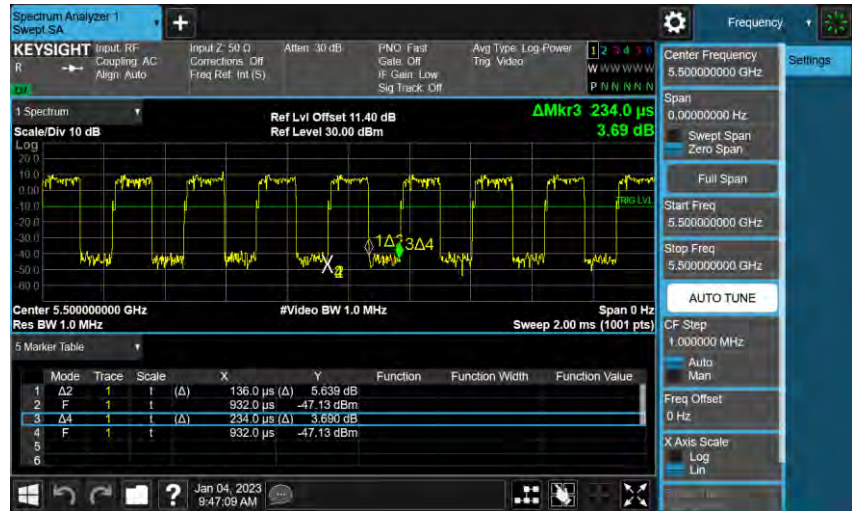 Spectrum Analyzer 1
Swept SA
+
Frequency
KEYSIGHT Input: RF Input Z: 50 Ω Atten: 30 dB PNO: Fast Avg Type: Log-Power 1 2 3 4 5 6
R Coupling: AC Corrections: Off Gate: Off Trig: Video W W W W W W
Align: Auto Freq Ref: Int (S) IF Gain: Low P N N N N N
Sig Track: Off
1 Spectrum
Ref Lvl Offset 11.40 dB ΔMkr3 234.0 µs
Scale/Div 10 dB Ref Level 30.00 dBm 3.69 dB
Log
20.0
10.0
0.00
-10.0
TRIG LVL
-20.0
-30.0
-40.0
-50.0
-60.0
3Δ4
Center 5.500000000 GHz #Video BW 1.0 MHz Span 0 Hz
Res BW 1.0 MHz Sweep 2.00 ms (1001 pts)
5 Marker Table
Mode Trace Scale X Y Function Function Width Function Value
1 Δ2 1 t (Δ) 136.0 µs (Δ) 5.639 dB
2 F 1 t 932.0 µs -47.13 dBm
3 Δ4 1 t (Δ) 234.0 µs (Δ) 3.690 dB
4 F 1 t 932.0 µs -47.13 dBm
5
6
? Jan 04, 2023
9:47:09 AM
Center Frequency
5.500000000 GHz
Settings
Span
0.00000000 Hz
Swept Span
Zero Span
Full Span
Start Freq
5.500000000 GHz
Stop Freq
5.500000000 GHz
AUTO TUNE
CF Step
1.000000 MHz
Auto
Man
Freq Offset
0 Hz
X Axis Scale
Log
Lin